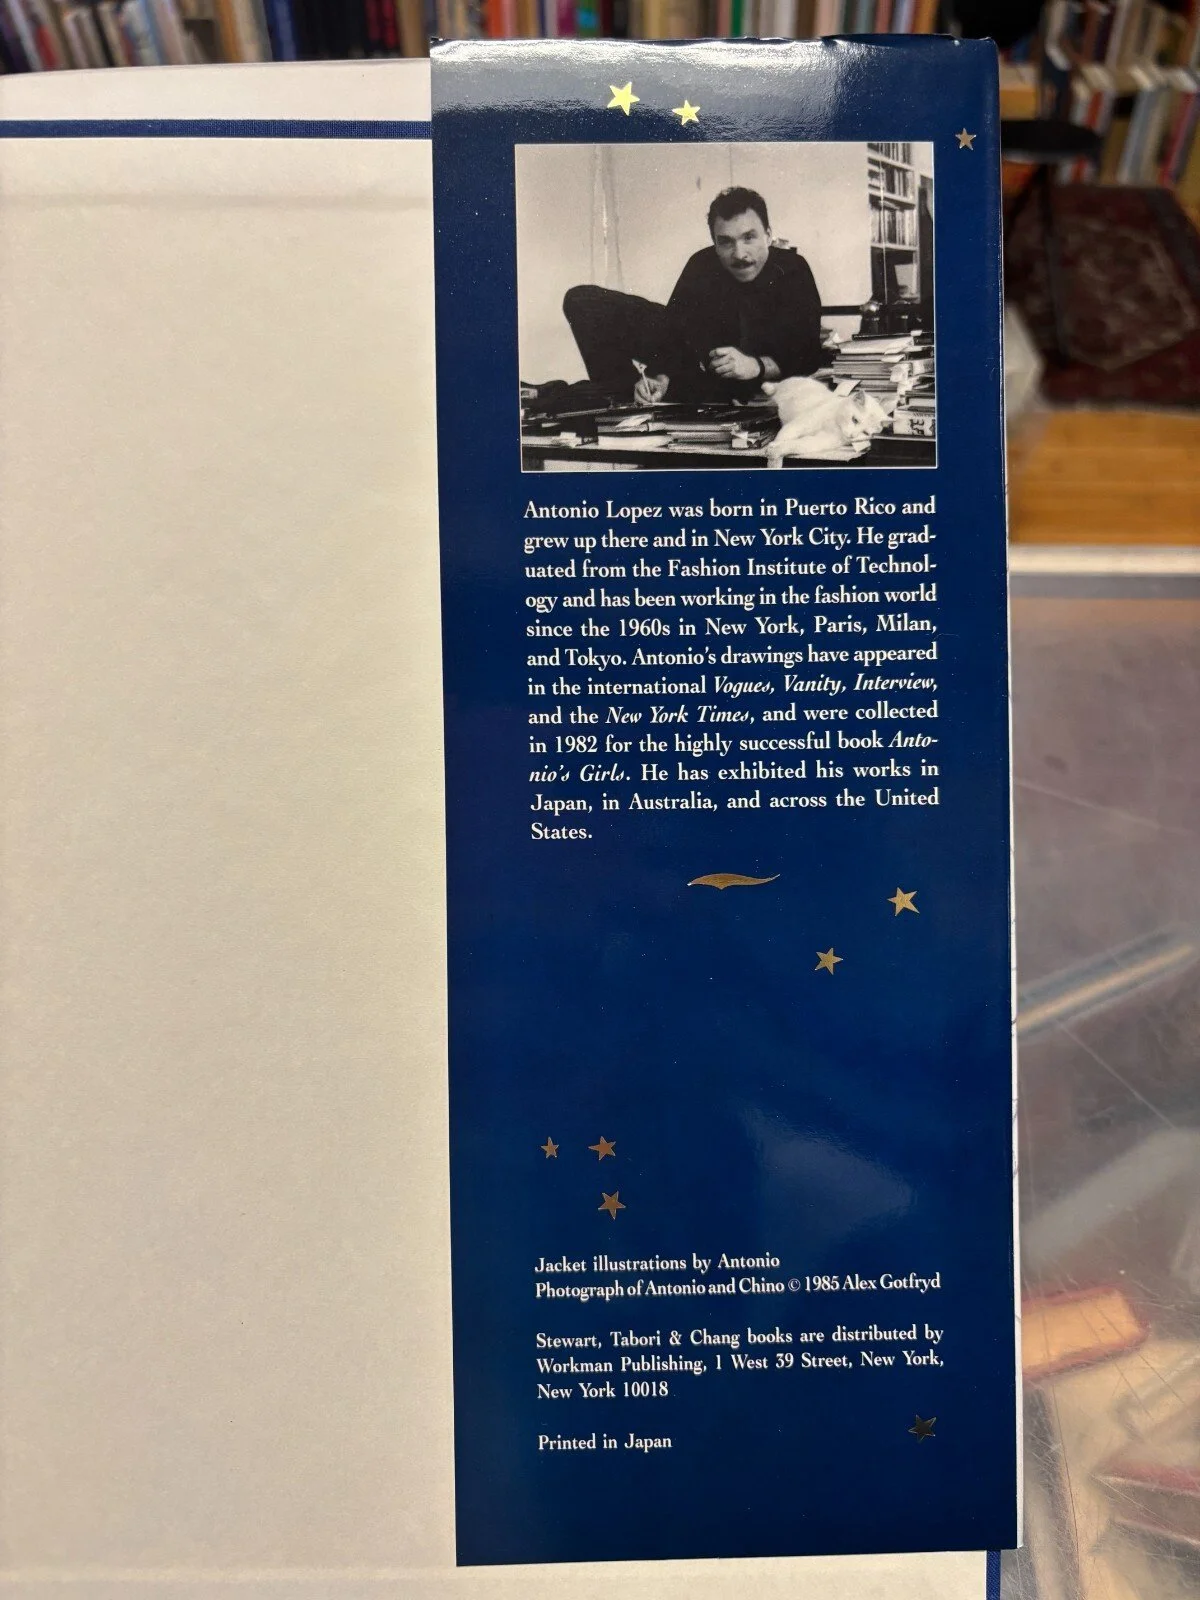 Antonio Lopez was born in Puerto Rico and
grew up there and in New York City. He grad-
uated from the Fashion Institute of Technol-
ogy and has been working in the fashion world
since the 1960s in New York, Paris, Milan,
and Tokyo. Antonio's drawings have appeared
in the international Vogues, Vanity, Interview,
and the New York Times, and were collected
in 1982 for the highly successful book Anto-
nio's Girls. He has exhibited his works in
Japan, in Australia, and across the United
States.
Jacket illustrations by Antonio
Photograph of Antonio and Chino © 1985 Alex Gotfryd
Stewart, Tabori & Chang books are distributed by
Workman Publishing, 1 West 39 Street, New York,
New York 10018
Printed in Japan